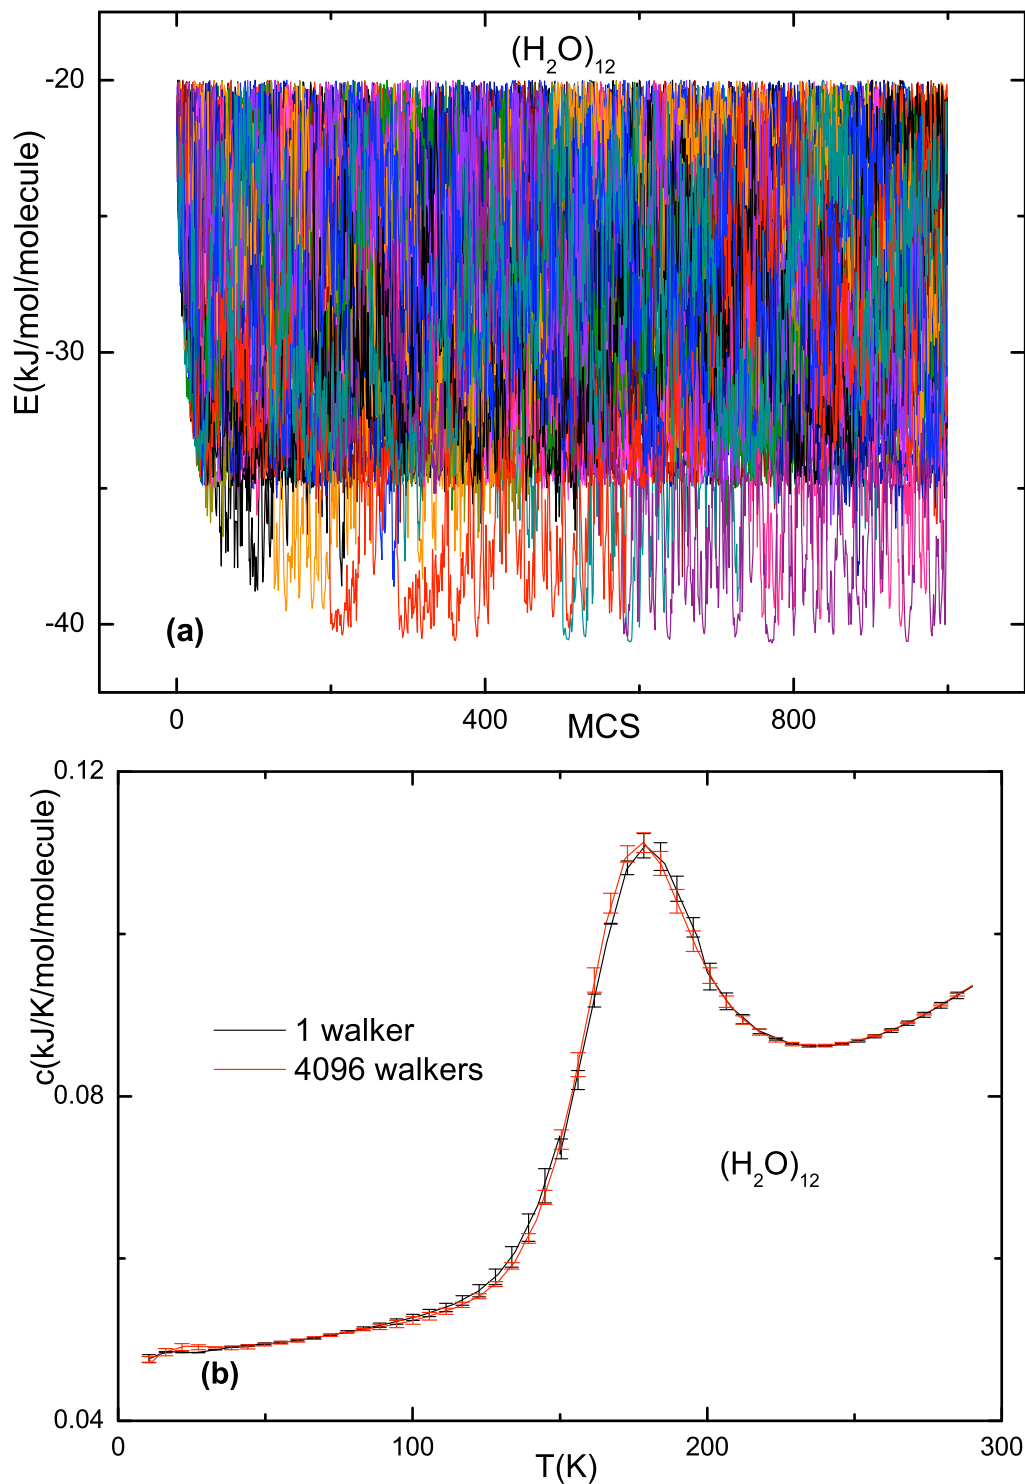 (H₂O)₁₂
E(kJ/mol/molecule)
-20
-30
-40
(a)
0
400
800
MCS
c(kJ/K/mol/molecule)
0.12
0.08
0.04
1 walker
4096 walkers
(H₂O)₁₂
(b)
0
100
200
300
T(K)